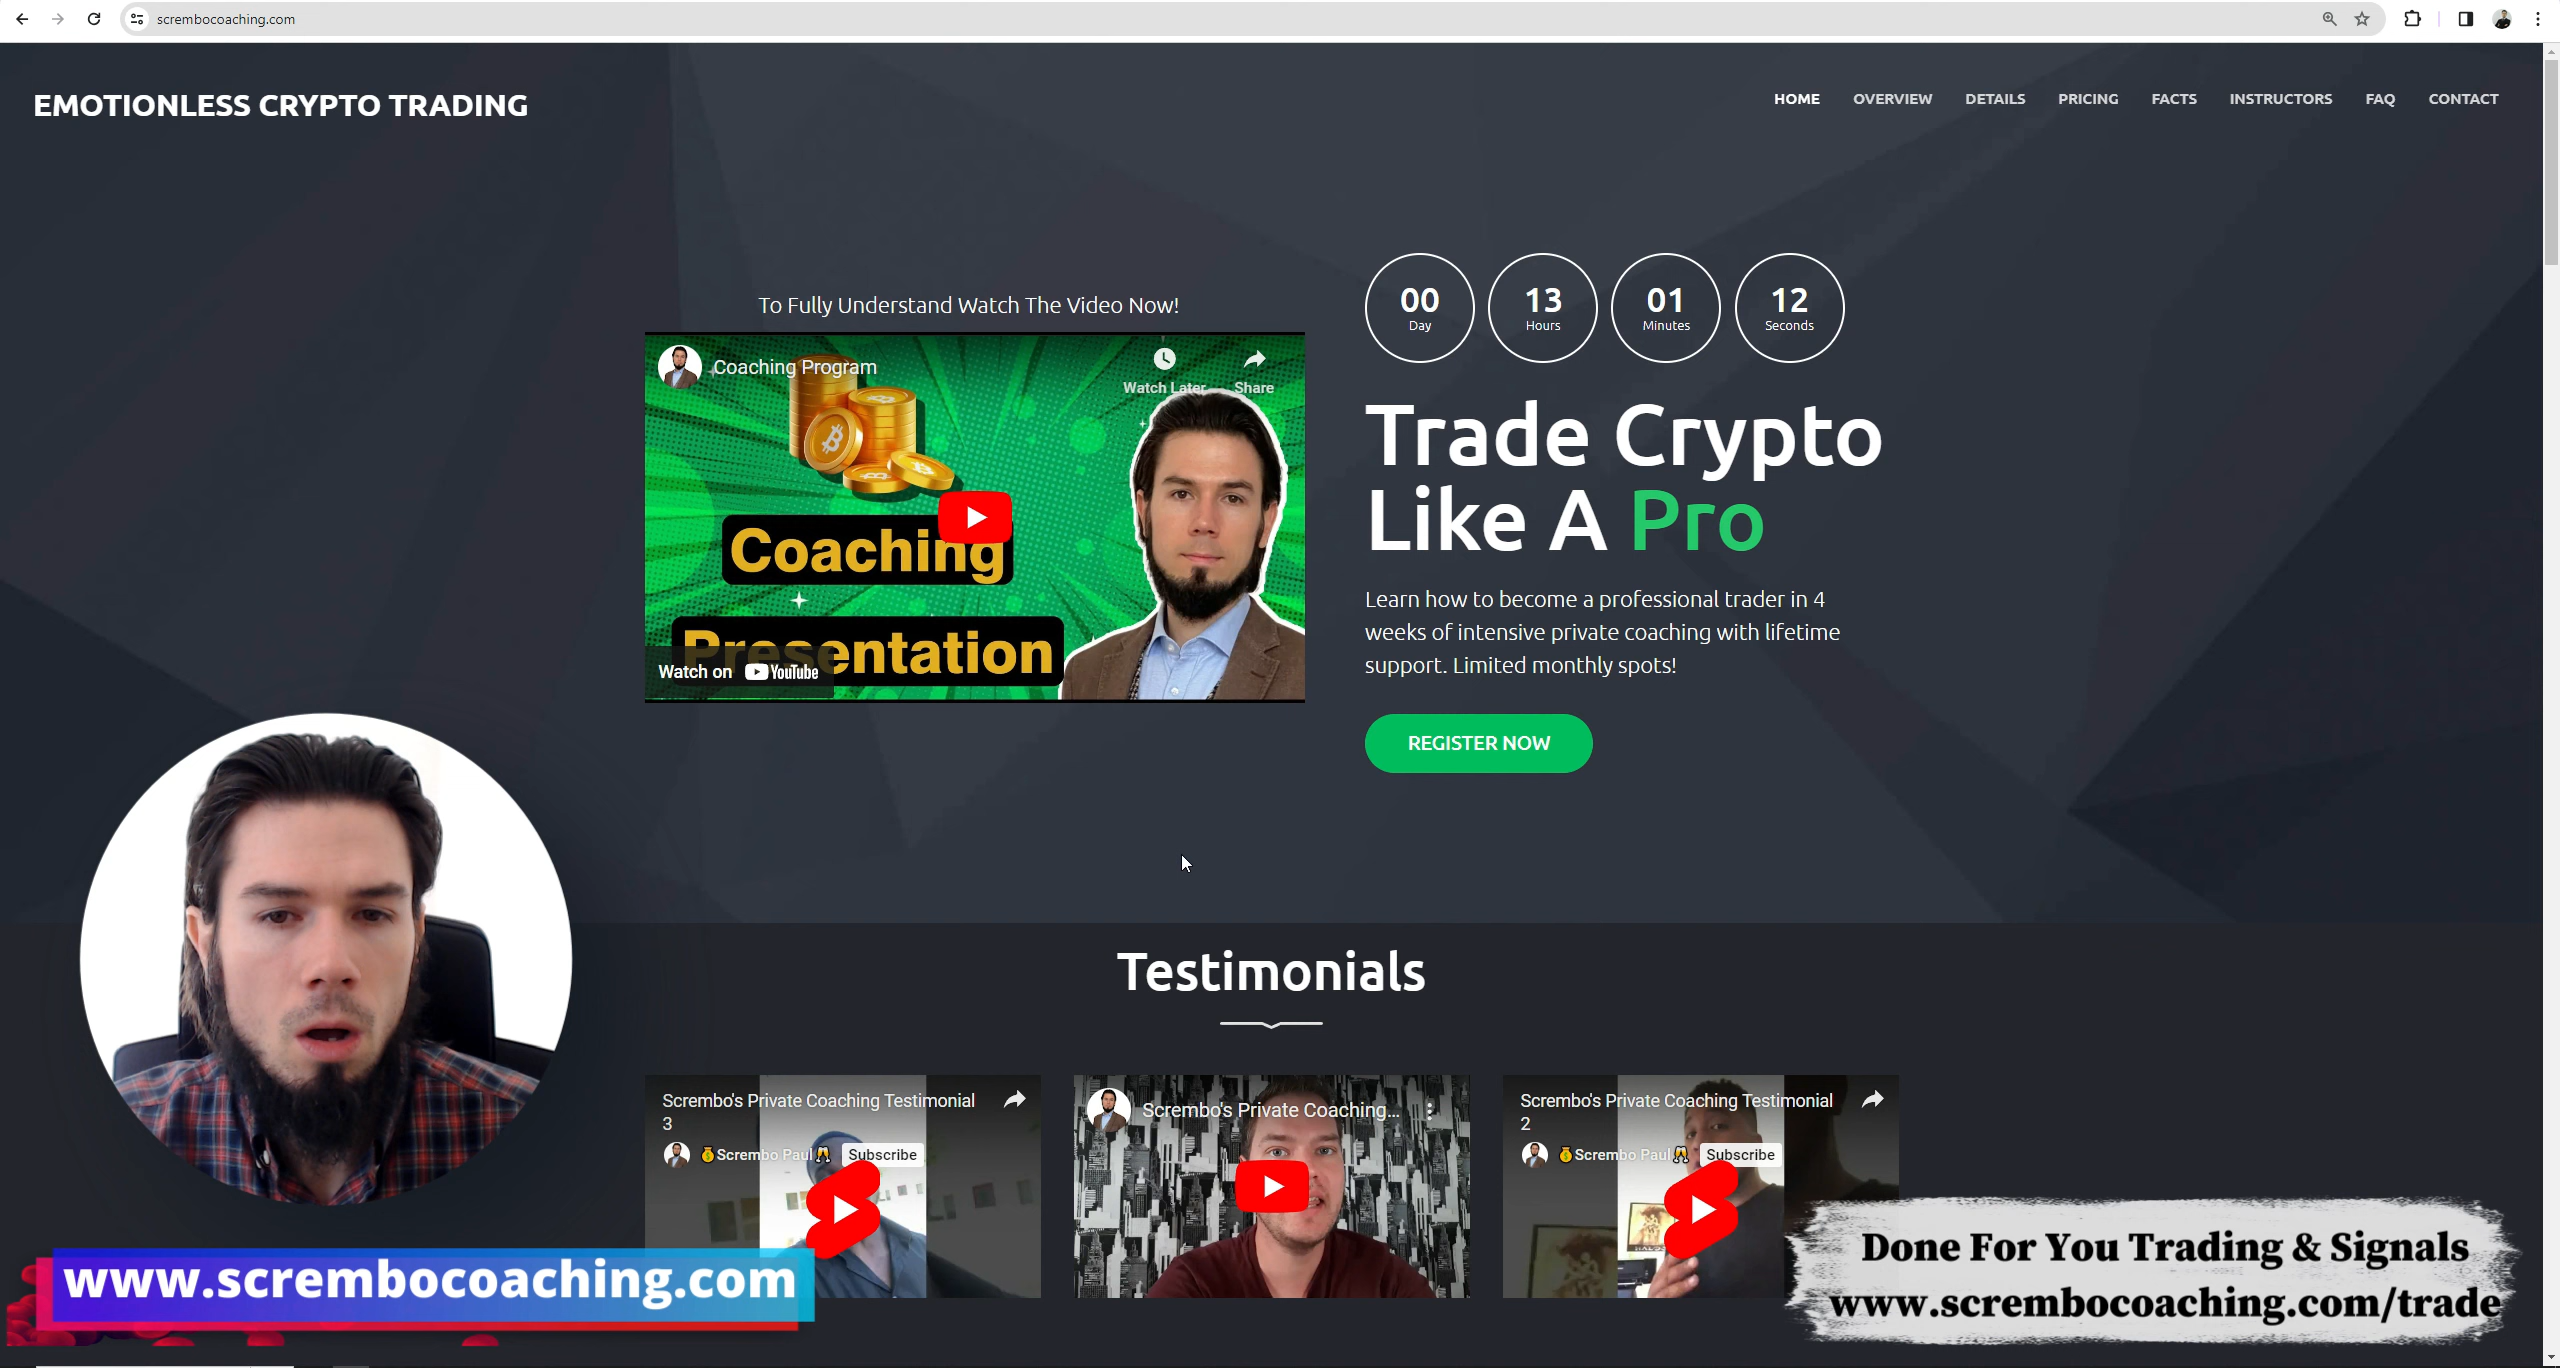 scrembocoaching.com
EMOTIONLESS CRYPTO TRADING
HOME OVERVIEW DETAILS PRICING FACTS INSTRUCTORS FAQ CONTACT
To Fully Understand Watch The Video Now!
Coaching Program
Watch Later
Share
Coaching
Presentation
Watch on YouTube
00 13 01 12
Day Hours Minutes Seconds
Trade Crypto
Like A Pro
Learn how to become a professional trader in 4
weeks of intensive private coaching with lifetime
support. Limited monthly spots!
REGISTER NOW
Testimonials
Scrembo's Private Coaching Testimonial
3
💰Scrembo Paul🥂 Subscribe
Scrembo's Private Coaching...
Scrembo's Private Coaching Testimonial
2
💰Scrembo Paul🥂 Subscribe
www.scrembocoaching.com
Done For You Trading & Signals
www.scrembocoaching.com/trade